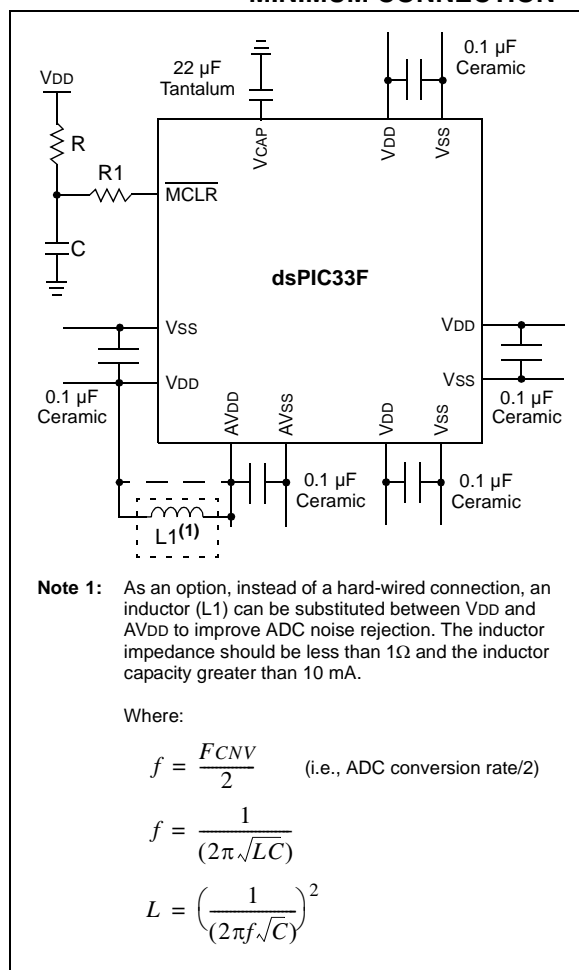 MINIMUM CONNECTION
VDD
22 µF
Tantalum
0.1 µF
Ceramic
R
R1
C
VCAP
VDD
VSS
MCLR
dsPIC33F
VSS
VDD
0.1 µF
Ceramic
VDD
VSS
0.1 µF
Ceramic
AVDD
AVSS
VDD
VSS
0.1 µF
Ceramic
0.1 µF
Ceramic
L1(1)
Note 1: As an option, instead of a hard-wired connection, an
inductor (L1) can be substituted between VDD and
AVDD to improve ADC noise rejection. The inductor
impedance should be less than 1Ω and the inductor
capacity greater than 10 mA.
Where:
f = FCNV / 2 (i.e., ADC conversion rate/2)
f = 1 / (2π√LC)
L = (1 / (2πf√C))²